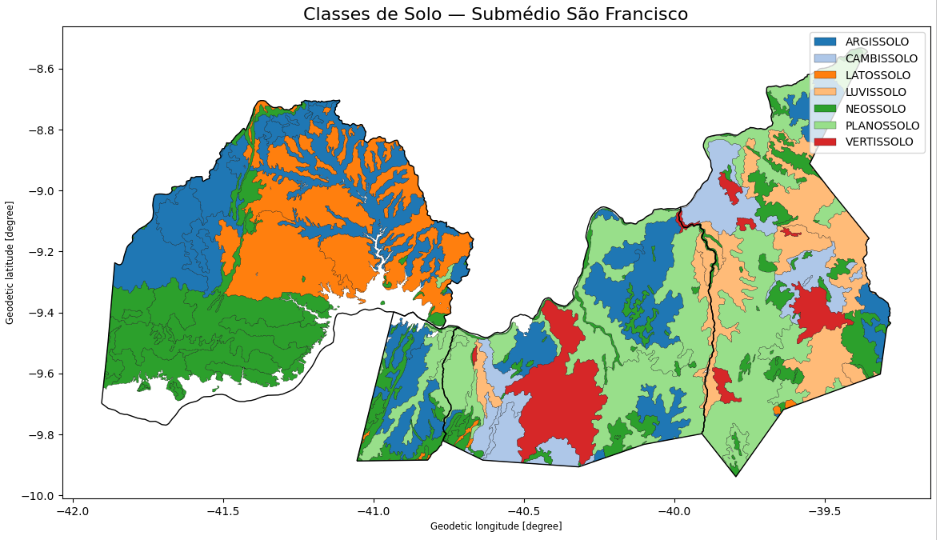 Classes de Solo — Submédio São Francisco
ARGISSOLO
CAMBISSOLO
LATOSSOLO
LUVISSOLO
NEOSSOLO
PLANOSSOLO
VERTISSOLO
Geodetic latitude [degree]
−8.6
−8.8
−9.0
−9.2
−9.4
−9.6
−9.8
−10.0
−42.0 −41.5 −41.0 −40.5 −40.0 −39.5
Geodetic longitude [degree]